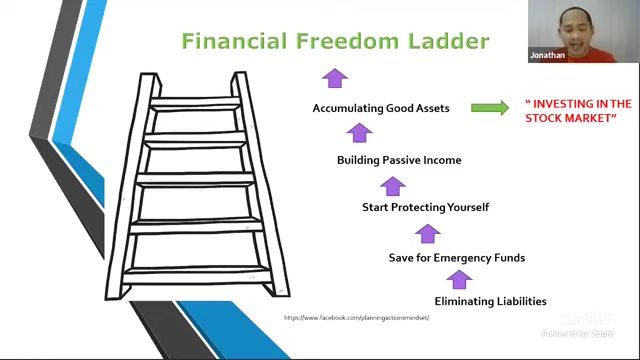 Financial Freedom Ladder
Jonathan
Accumulating Good Assets
“ INVESTING IN THE
STOCK MARKET”
Building Passive Income
Start Protecting Yourself
Save for Emergency Funds
Eliminating Liabilities
https://www.facebook.com/planningactionsmindset/
Powered by Zoom